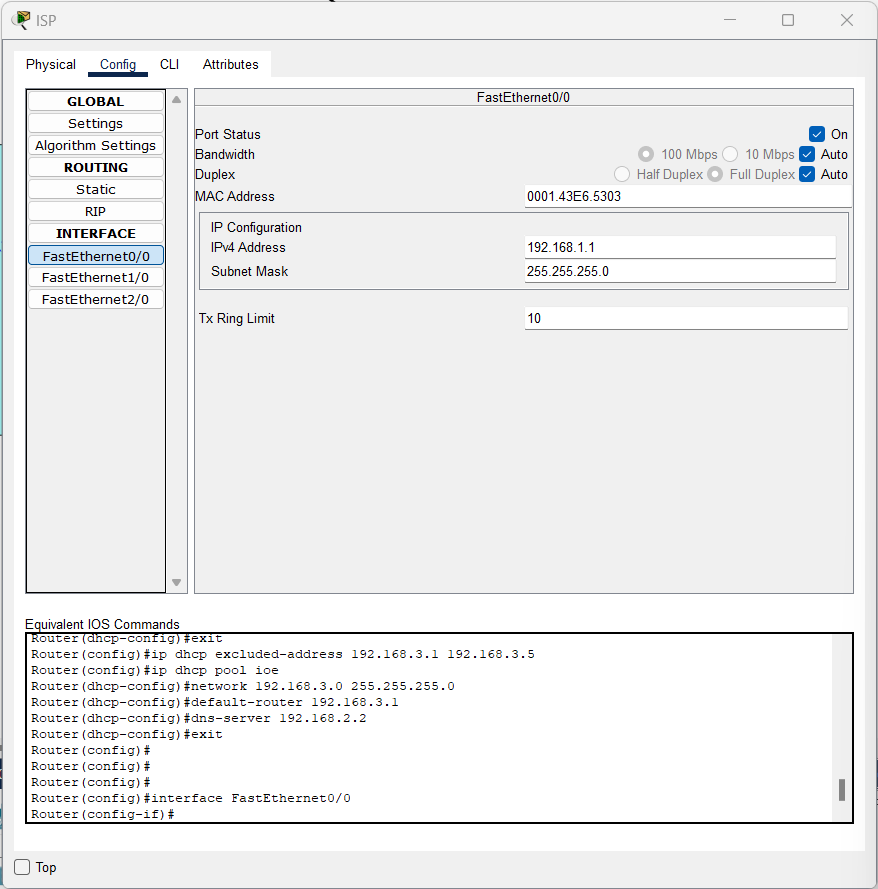 ISP
Physical Config CLI Attributes
GLOBAL
Settings
Algorithm Settings
ROUTING
Static
RIP
INTERFACE
FastEthernet0/0
FastEthernet1/0
FastEthernet2/0
FastEthernet0/0
Port Status On
Bandwidth 100 Mbps 10 Mbps Auto
Duplex Half Duplex Full Duplex Auto
MAC Address 0001.43E6.5303
IP Configuration
IPv4 Address 192.168.1.1
Subnet Mask 255.255.255.0
Tx Ring Limit 10
Equivalent IOS Commands
Router(dhcp-config)#exit
Router(config)#ip dhcp excluded-address 192.168.3.1 192.168.3.5
Router(config)#ip dhcp pool ioe
Router(dhcp-config)#network 192.168.3.0 255.255.255.0
Router(dhcp-config)#default-router 192.168.3.1
Router(dhcp-config)#dns-server 192.168.2.2
Router(dhcp-config)#exit
Router(config)#
Router(config)#
Router(config)#
Router(config)#interface FastEthernet0/0
Router(config-if)#
Top